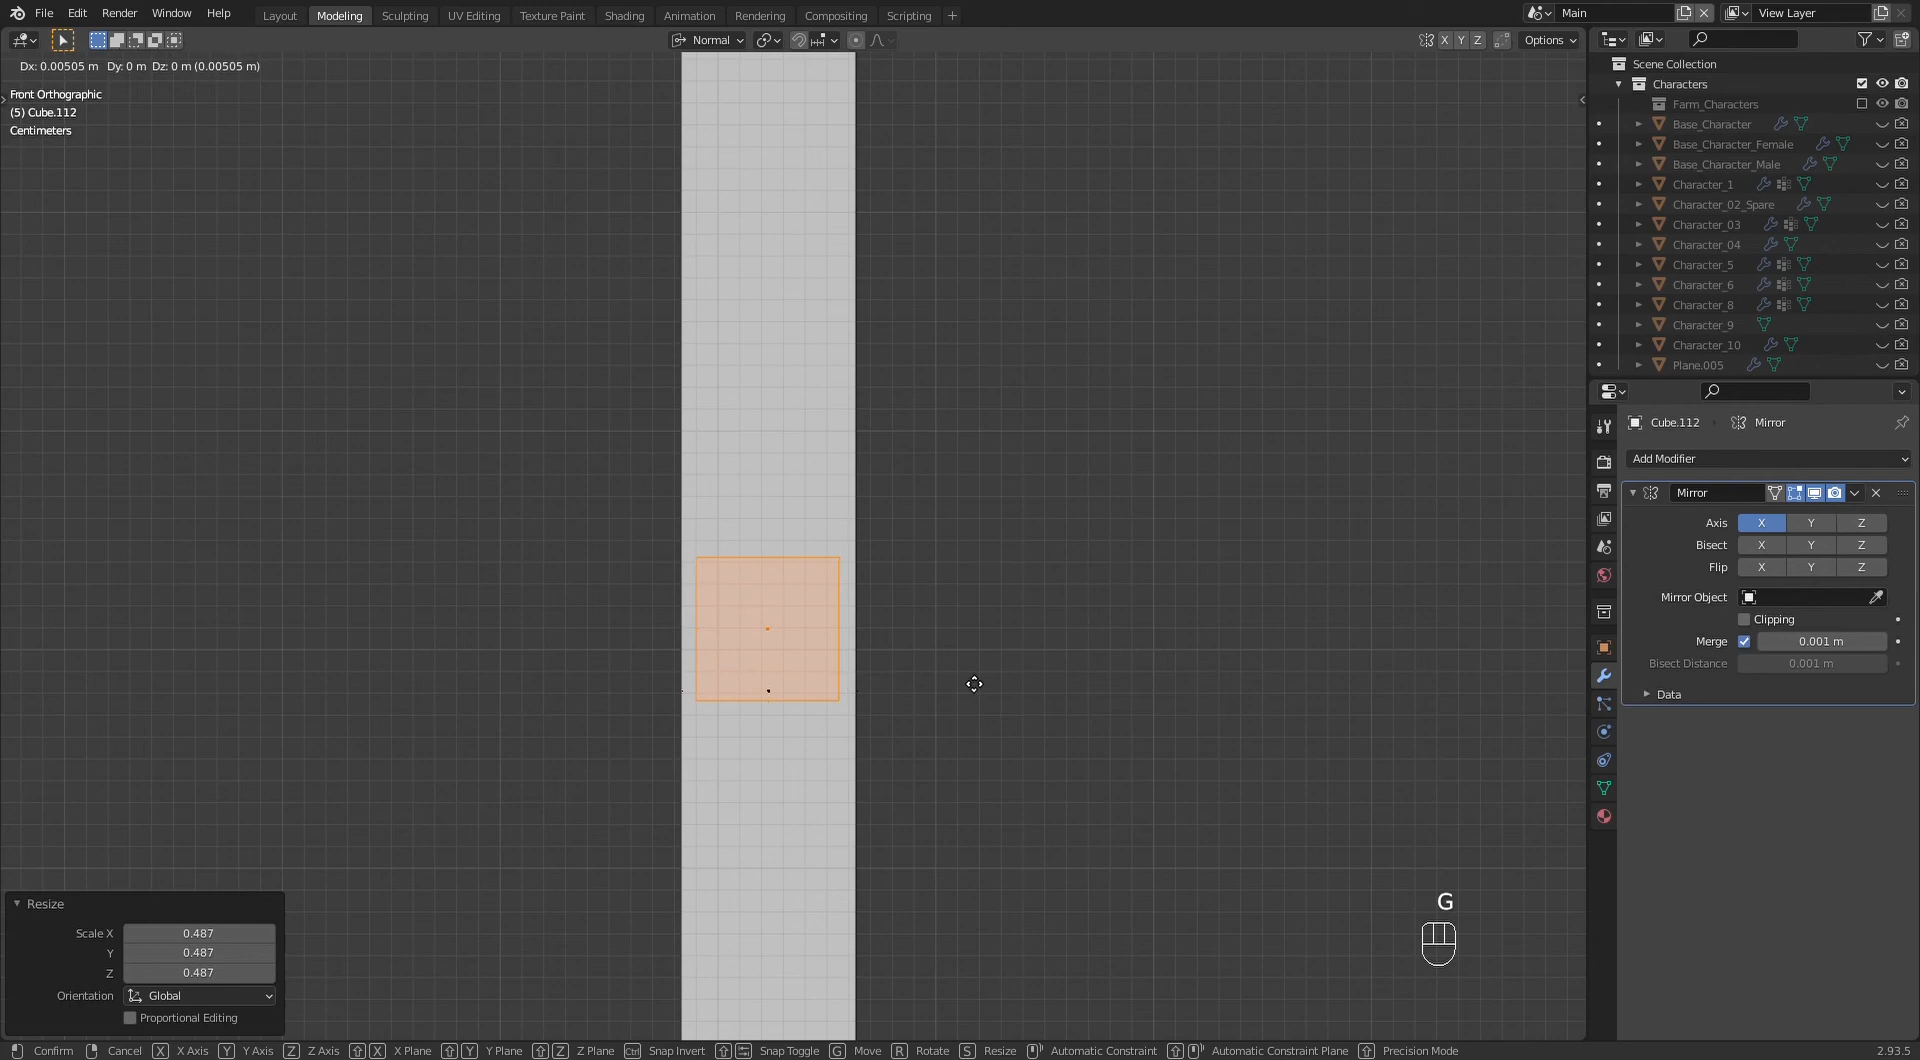 File Edit Render Window Help
Layout Modeling Sculpting UV Editing Texture Paint Shading Animation Rendering Compositing Scripting +
Main
View Layer
Normal
X Y Z
Options
Dx: 0.00505 m Dy: 0 m Dz: 0 m (0.00505 m)
Front Orthographic
(5) Cube.112
Centimeters
Scene Collection
Characters
Farm_Characters
Base_Character
Base_Character_Female
Base_Character_Male
Character_1
Character_02_Spare
Character_03
Character_04
Character_5
Character_6
Character_8
Character_9
Character_10
Plane.005
Cube.112 Mirror
Add Modifier
Mirror
Axis X Y Z
Bisect X Y Z
Flip X Y Z
Mirror Object
Clipping
Merge 0.001 m
Bisect Distance 0.001 m
Data
Resize
Scale X 0.487
Y 0.487
Z 0.487
Orientation Global
Proportional Editing
G
Confirm Cancel X X Axis Y Y Axis Z Z Axis X X Plane Y Y Plane Z Z Plane Ctrl Snap Invert Snap Toggle G Move R Rotate S Resize Automatic Constraint Automatic Constraint Plane Precision Mode
2.93.5